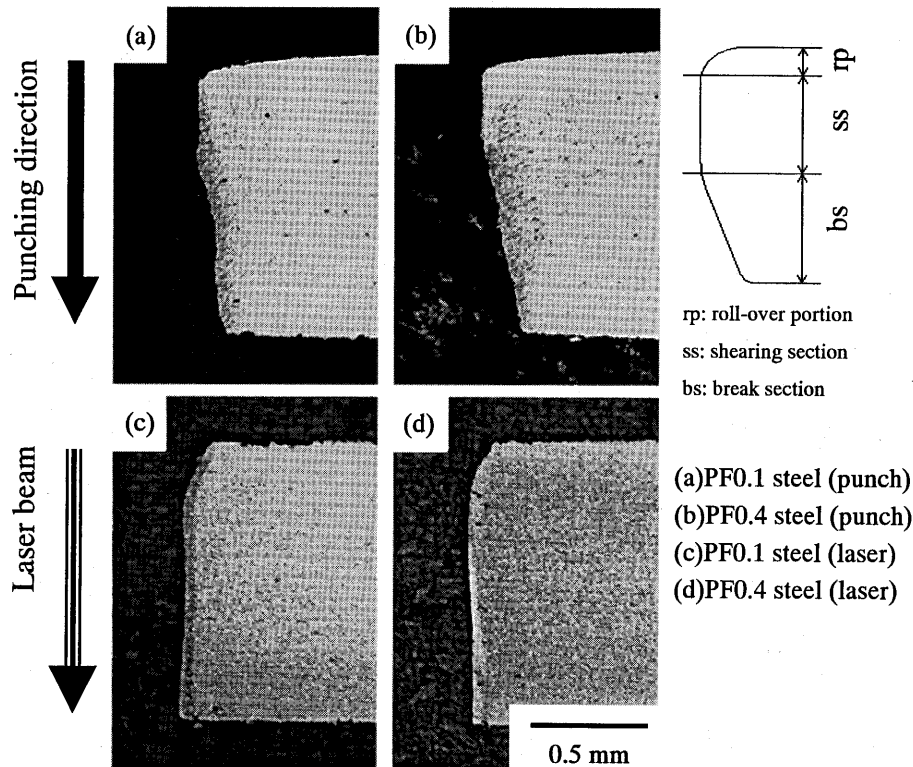 (a)
(b)
Punching direction
rp
ss
bs
rp: roll-over portion
ss: shearing section
bs: break section
(c)
(d)
Laser beam
(a)PF0.1 steel (punch)
(b)PF0.4 steel (punch)
(c)PF0.1 steel (laser)
(d)PF0.4 steel (laser)
0.5 mm